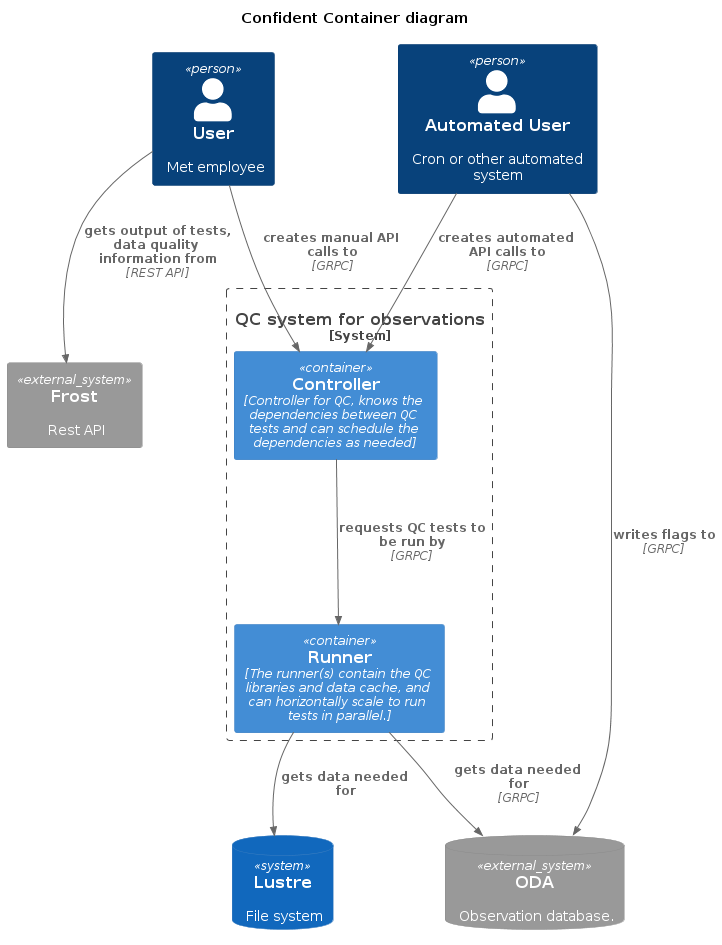 Confident Container diagram
«person»
User
Met employee
«person»
Automated User
Cron or other automated
system
gets output of tests,
data quality
information from
[REST API]
creates manual API
calls to
[GRPC]
creates automated
API calls to
[GRPC]
QC system for observations
[System]
«external_system»
Frost
Rest API
«container»
Controller
[Controller for QC, knows the
dependencies between QC
tests and can schedule the
dependencies as needed]
requests QC tests to
be run by
[GRPC]
writes flags to
[GRPC]
«container»
Runner
[The runner(s) contain the QC
libraries and data cache, and
can horizontally scale to run
tests in parallel.]
gets data needed
for
gets data needed
for
[GRPC]
«system»
Lustre
File system
«external_system»
ODA
Observation database.